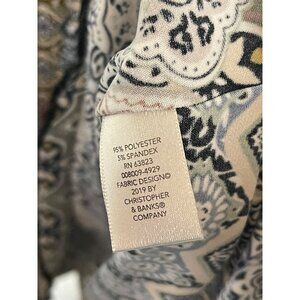 95% POLYESTER
5% SPANDEX
RN 63823
008009-4929
FABRIC DESIGN©
2019 BY
CHRISTOPHER
& BANKS®
COMPANY